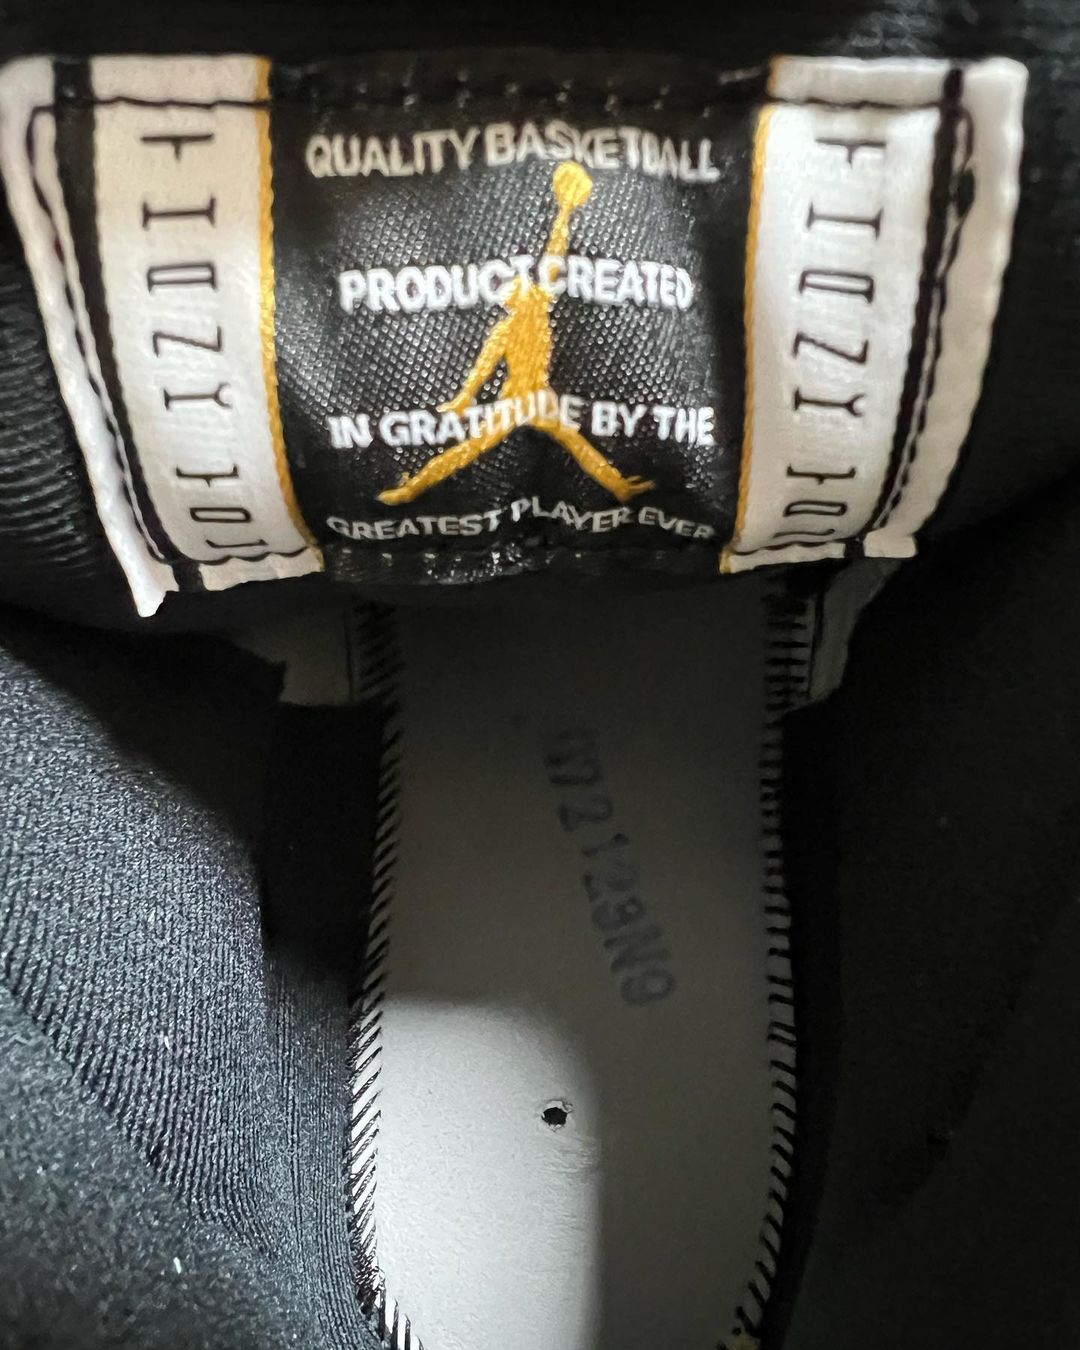 QUALITY BASKETBALL
PRODUCT CREATED
IN GRATITUDE BY THE
GREATEST PLAYER EVER